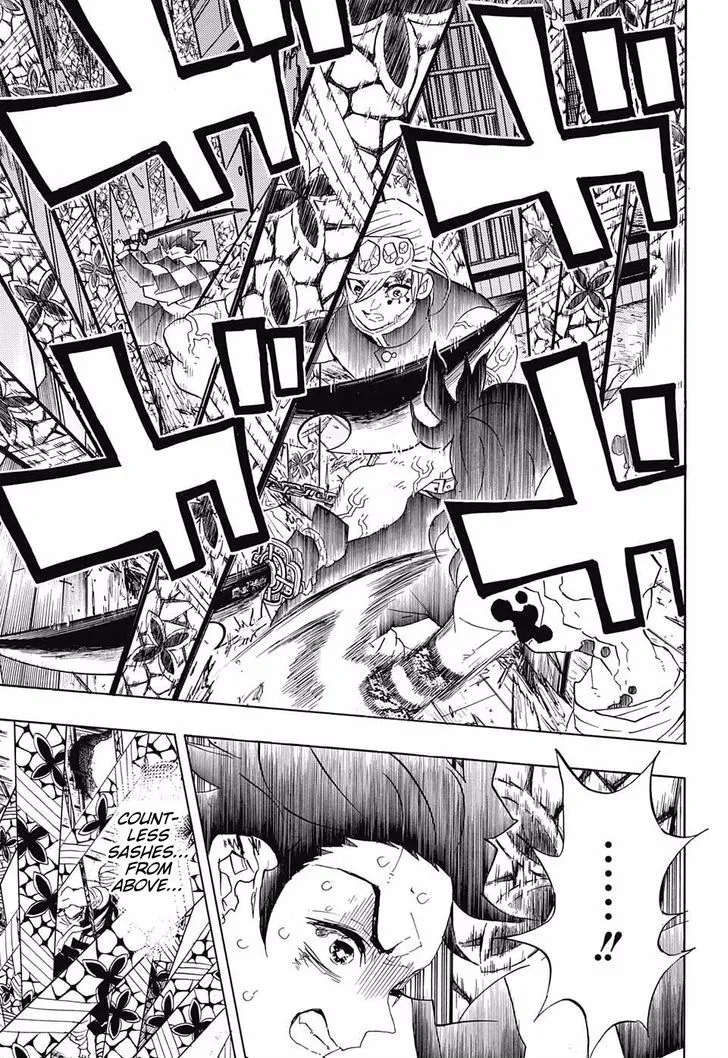 ギ
ギ
ギ
ギ
......!!
COUNT-
LESS
SASHES...
FROM
ABOVE...